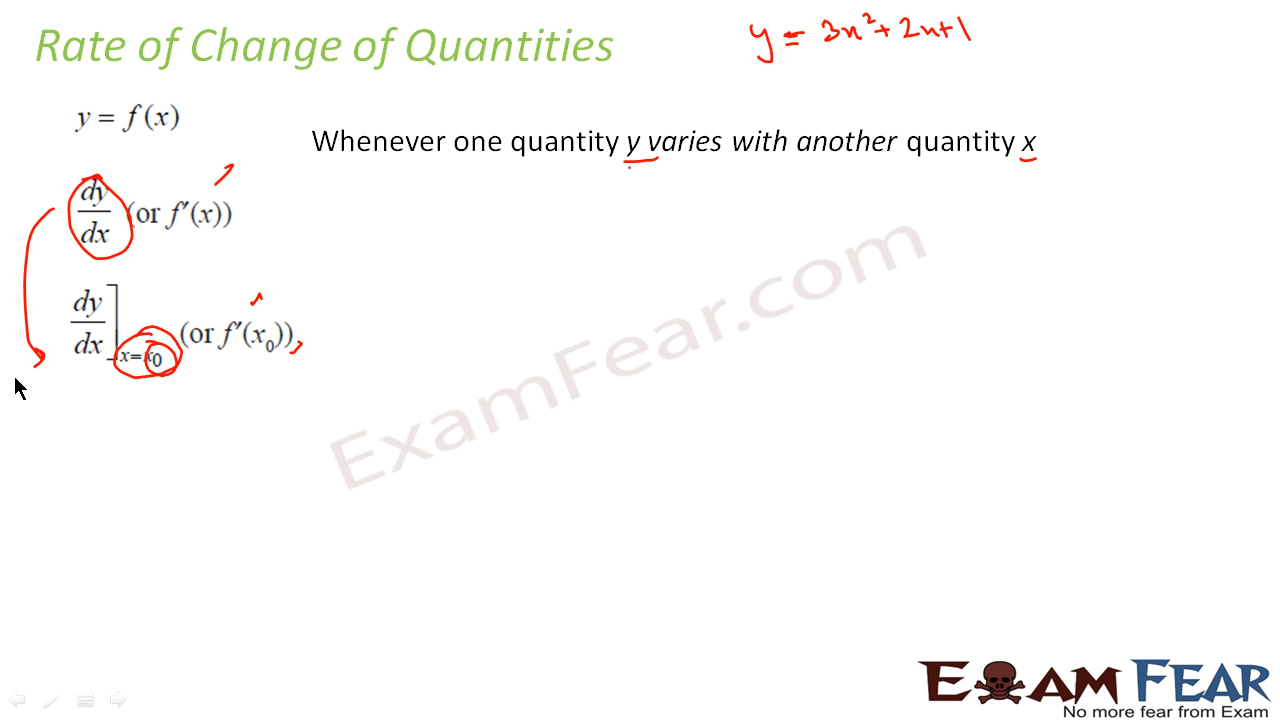 Rate of Change of Quantities
y = 3x² + 2x + 1
y = f(x)
Whenever one quantity y varies with another quantity x
dy/dx (or f′(x))
dy/dx]x=x₀ (or f′(x₀)),
ExamFear.com
EXAM FEAR
No more fear from Exam